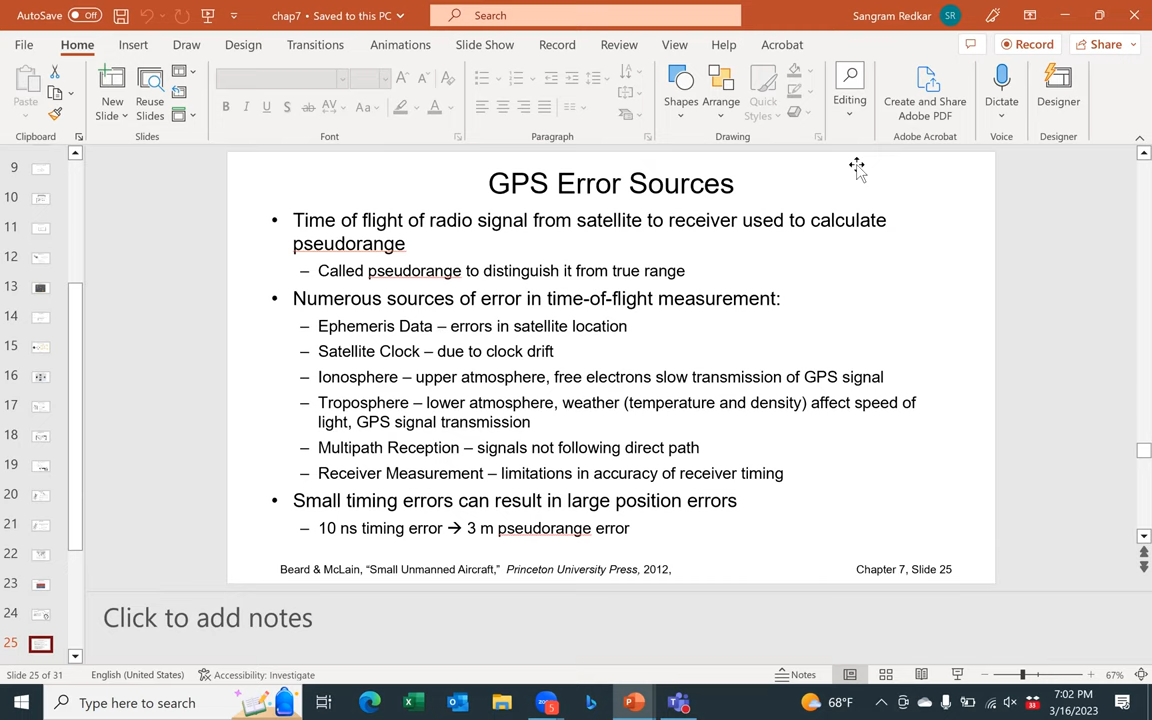 AutoSave Off chap7 • Saved to this PC Search Sangram Redkar SR
File Home Insert Draw Design Transitions Animations Slide Show Record Review View Help Acrobat Record Share
Paste New Slide Reuse Slides B I U S ab AV Aa A Shapes Arrange Quick Styles Editing Create and Share Adobe PDF Dictate Designer
Clipboard Slides Font Paragraph Drawing Adobe Acrobat Voice Designer
9
10
11
12
13
14
15
16
17
18
19
20
21
22
23
24
25
GPS Error Sources
• Time of flight of radio signal from satellite to receiver used to calculate
pseudorange
– Called pseudorange to distinguish it from true range
• Numerous sources of error in time-of-flight measurement:
– Ephemeris Data – errors in satellite location
– Satellite Clock – due to clock drift
– Ionosphere – upper atmosphere, free electrons slow transmission of GPS signal
– Troposphere – lower atmosphere, weather (temperature and density) affect speed of
light, GPS signal transmission
– Multipath Reception – signals not following direct path
– Receiver Measurement – limitations in accuracy of receiver timing
• Small timing errors can result in large position errors
– 10 ns timing error → 3 m pseudorange error
Beard & McLain, “Small Unmanned Aircraft,” Princeton University Press, 2012, Chapter 7, Slide 25
Click to add notes
Slide 25 of 31 English (United States) Accessibility: Investigate Notes 67%
Type here to search 68°F 7:02 PM
3/16/2023